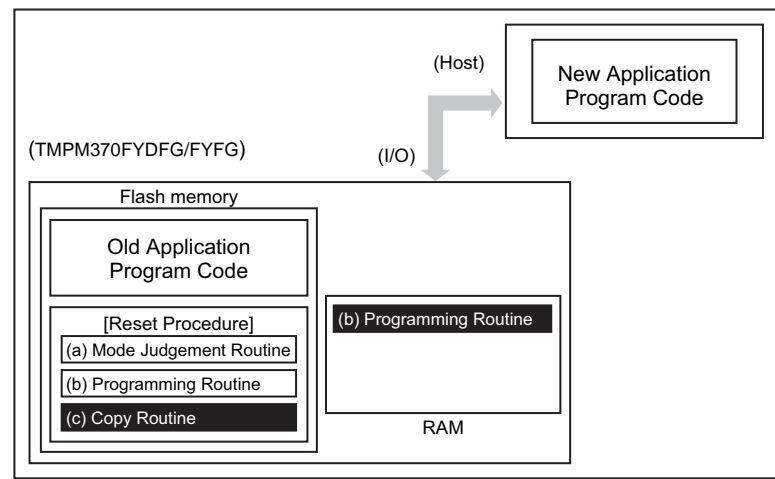 (Host)
New Application
Program Code
(TMPM370FYDFG/FYFG)
(I/O)
Flash memory
Old Application
Program Code
[Reset Procedure]
(a) Mode Judgement Routine
(b) Programming Routine
(c) Copy Routine
(b) Programming Routine
RAM